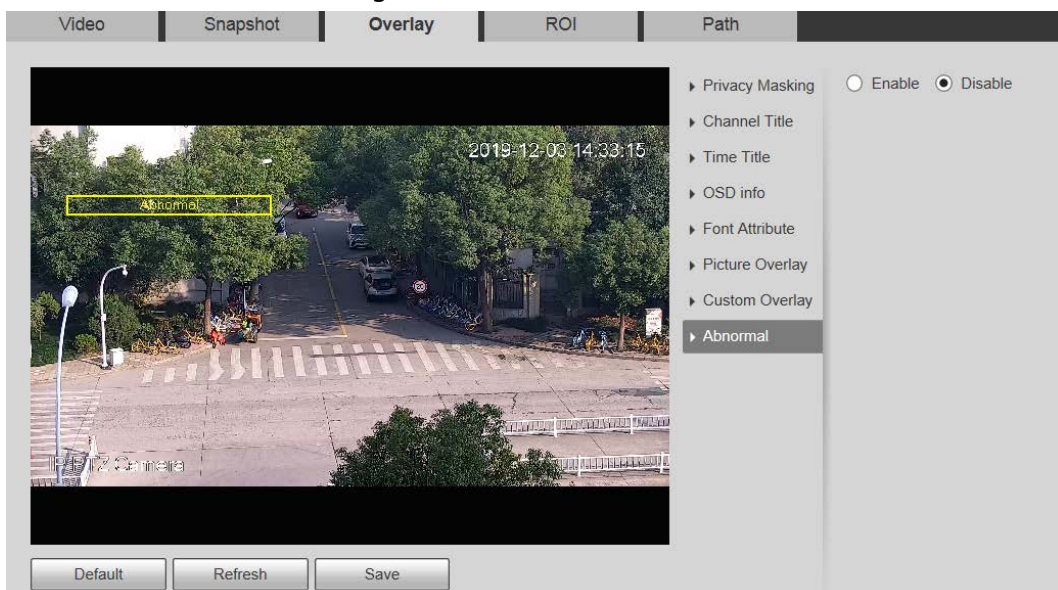 Video Snapshot Overlay ROI Path
2019-12-03 14:33:15
Abnormal
20
IP PTZ Camera
Privacy Masking
Channel Title
Time Title
OSD info
Font Attribute
Picture Overlay
Custom Overlay
Abnormal
Enable Disable
Default Refresh Save